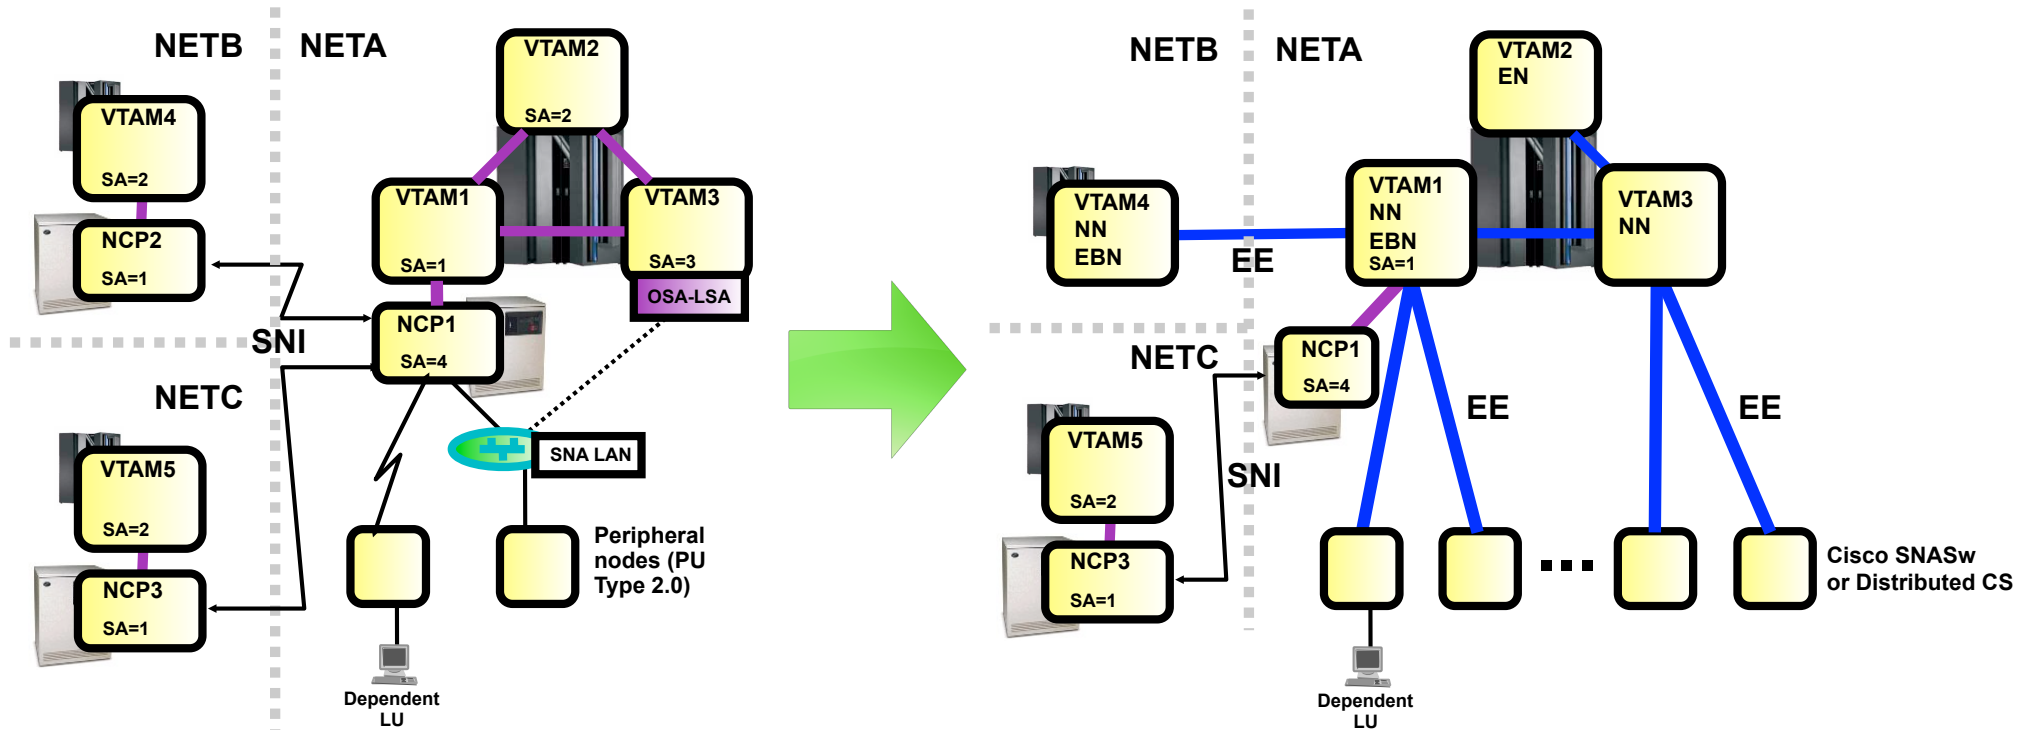 NETB
NETA
VTAM2
SA=2
VTAM4
SA=2
VTAM1
SA=1
VTAM3
SA=3
OSA-LSA
NCP2
SA=1
NCP1
SA=4
SNI
NETC
SNA LAN
VTAM5
SA=2
NCP3
SA=1
Peripheral
nodes (PU
Type 2.0)
Dependent
LU
NETB
NETA
VTAM2
EN
VTAM4
NN
EBN
VTAM1
NN
EBN
SA=1
VTAM3
NN
EE
NETC
NCP1
SA=4
EE
EE
VTAM5
SA=2
SNI
NCP3
SA=1
Cisco SNASw
or Distributed CS
Dependent
LU